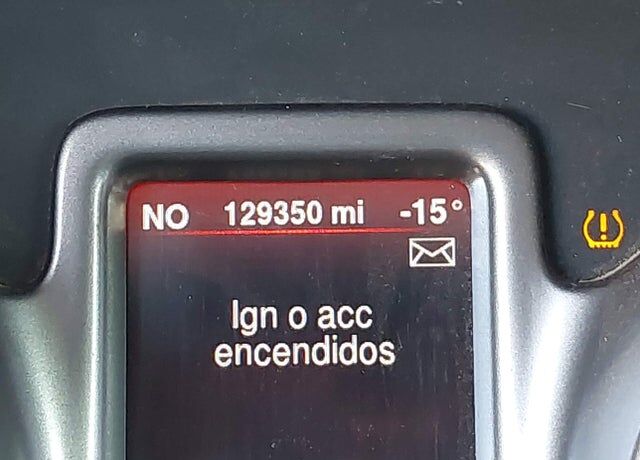 NO 129350 mi -15°
Ign o acc
encendidos